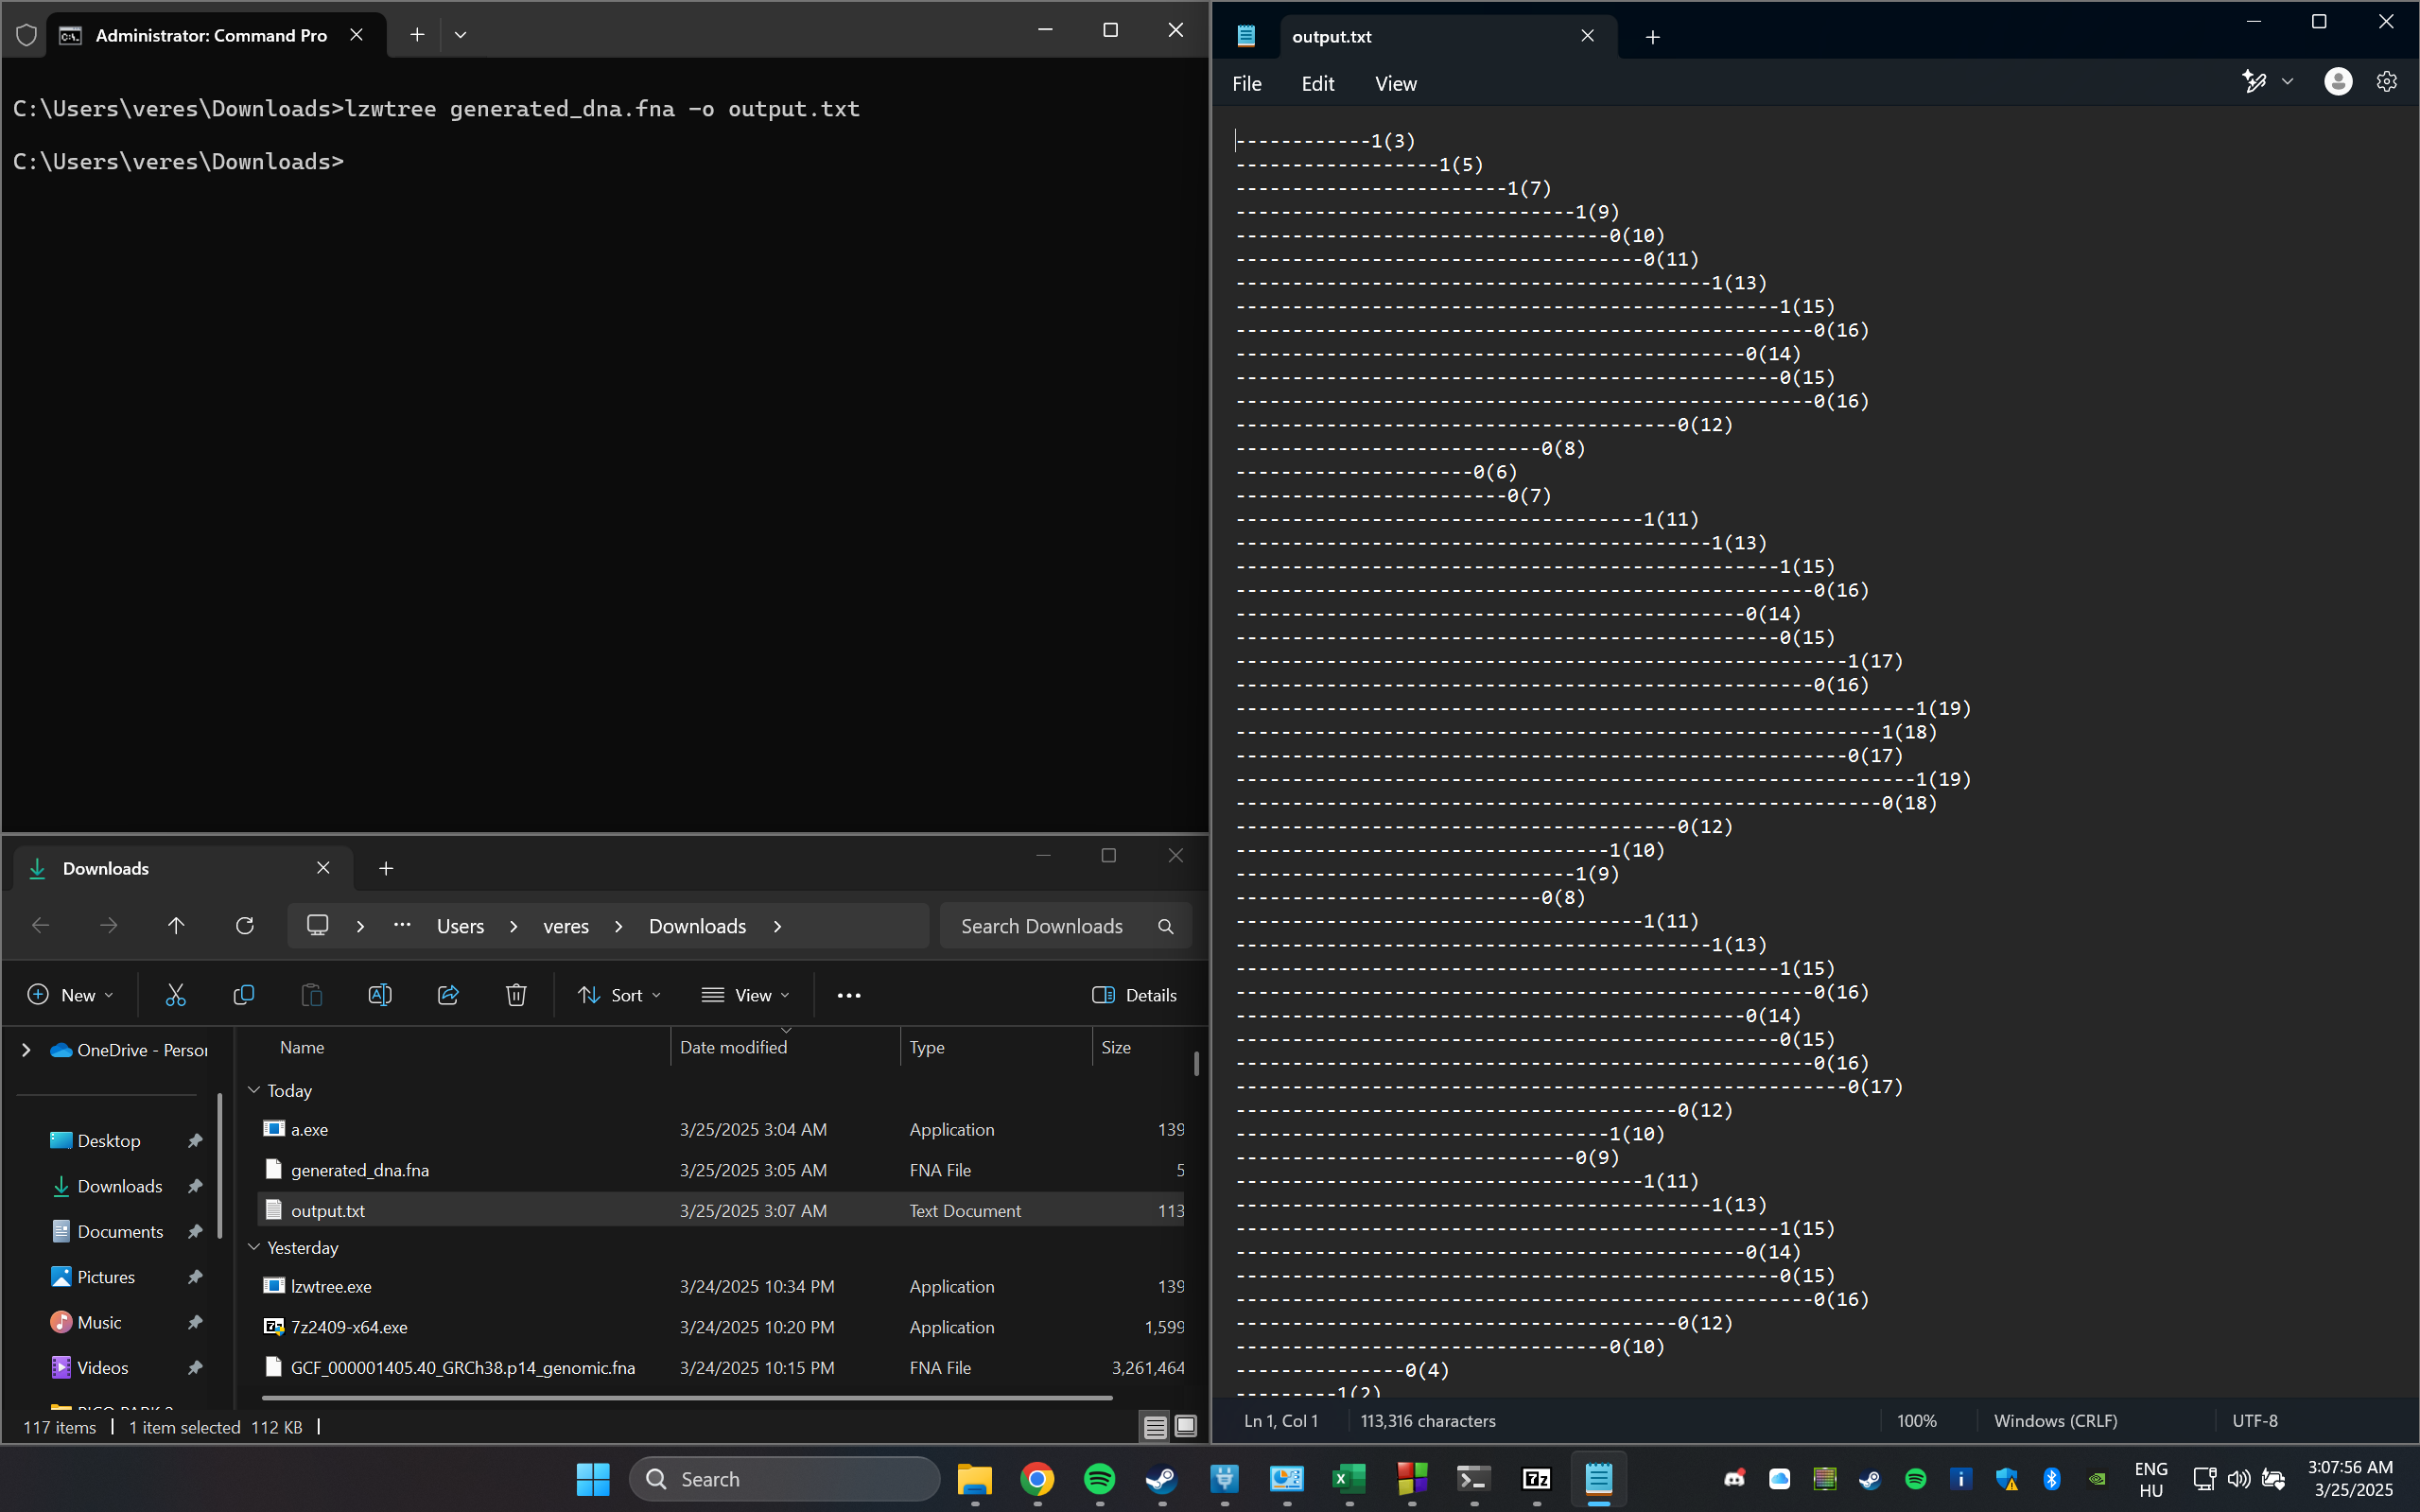 Administrator: Command Pro
C:\Users\veres\Downloads>lzwtree generated_dna.fna -o output.txt
C:\Users\veres\Downloads>
output.txt
File Edit View
------------1(3)
------------------1(5)
------------------------1(7)
------------------------------1(9)
---------------------------------0(10)
------------------------------------0(11)
------------------------------------------1(13)
------------------------------------------------1(15)
---------------------------------------------------0(16)
---------------------------------------------0(14)
------------------------------------------------0(15)
---------------------------------------------------0(16)
---------------------------------------0(12)
---------------------------0(8)
---------------------0(6)
------------------------0(7)
------------------------------------1(11)
------------------------------------------1(13)
------------------------------------------------1(15)
---------------------------------------------------0(16)
---------------------------------------------0(14)
------------------------------------------------0(15)
------------------------------------------------------1(17)
---------------------------------------------------0(16)
------------------------------------------------------------1(19)
---------------------------------------------------------1(18)
------------------------------------------------------0(17)
------------------------------------------------------------1(19)
---------------------------------------------------------0(18)
---------------------------------------0(12)
---------------------------------1(10)
------------------------------1(9)
---------------------------0(8)
------------------------------------1(11)
------------------------------------------1(13)
------------------------------------------------1(15)
---------------------------------------------------0(16)
---------------------------------------------0(14)
------------------------------------------------0(15)
---------------------------------------------------0(16)
------------------------------------------------------0(17)
---------------------------------------0(12)
---------------------------------1(10)
------------------------------0(9)
------------------------------------1(11)
------------------------------------------1(13)
------------------------------------------------1(15)
---------------------------------------------0(14)
------------------------------------------------0(15)
---------------------------------------------------0(16)
---------------------------------------0(12)
---------------------------------0(10)
---------------0(4)
---------1(2)
Ln 1, Col 1 113,316 characters 100% Windows (CRLF) UTF-8
Downloads
Users > veres > Downloads > Search Downloads
New Sort View Details
OneDrive - Person
Desktop
Downloads
Documents
Pictures
Music
Videos
Name Date modified Type Size
Today
a.exe 3/25/2025 3:04 AM Application 139
generated_dna.fna 3/25/2025 3:05 AM FNA File 5
output.txt 3/25/2025 3:07 AM Text Document 113
Yesterday
lzwtree.exe 3/24/2025 10:34 PM Application 139
7z2409-x64.exe 3/24/2025 10:20 PM Application 1,599
GCF_000001405.40_GRCh38.p14_genomic.fna 3/24/2025 10:15 PM FNA File 3,261,464
117 items 1 item selected 112 KB
Search
ENG
HU
3:07:56 AM
3/25/2025